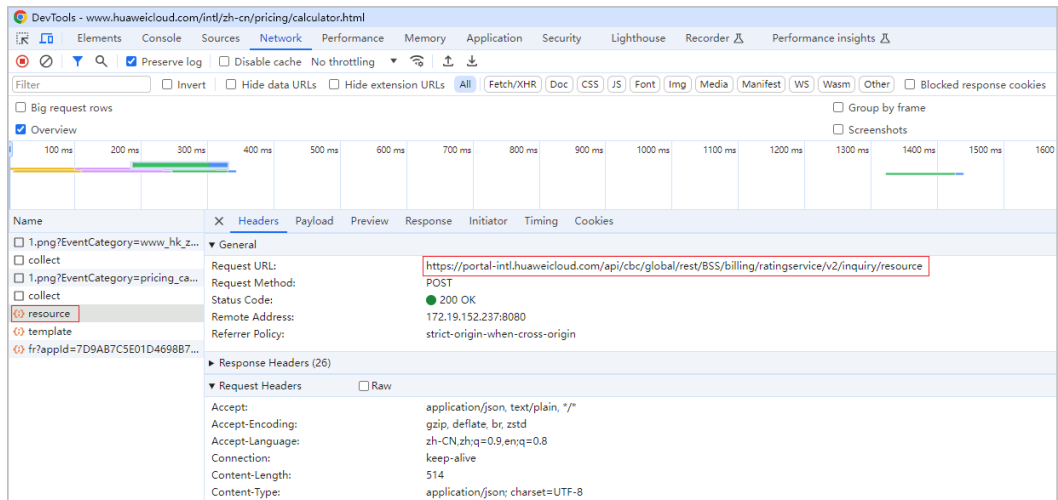 DevTools - www.huaweicloud.com/intl/zh-cn/pricing/calculator.html
Elements Console Sources Network Performance Memory Application Security Lighthouse Recorder Performance insights
Preserve log Disable cache No throttling
Filter Invert Hide data URLs Hide extension URLs All Fetch/XHR Doc CSS JS Font Img Media Manifest WS Wasm Other Blocked response cookies
Big request rows Group by frame
Overview Screenshots
100 ms 200 ms 300 ms 400 ms 500 ms 600 ms 700 ms 800 ms 900 ms 1000 ms 1100 ms 1200 ms 1300 ms 1400 ms 1500 ms 1600
Name Headers Payload Preview Response Initiator Timing Cookies
1.png?EventCategory=www_hk_z...
collect
1.png?EventCategory=pricing_ca...
collect
resource
template
fr?appId=7D9AB7C5E01D4698B7...
General
Request URL: https://portal-intl.huaweicloud.com/api/cbc/global/rest/BSS/billing/ratingservice/v2/inquiry/resource
Request Method: POST
Status Code: 200 OK
Remote Address: 172.19.152.237:8080
Referrer Policy: strict-origin-when-cross-origin
Response Headers (26)
Request Headers Raw
Accept: application/json, text/plain, */*
Accept-Encoding: gzip, deflate, br, zstd
Accept-Language: zh-CN,zh;q=0.9,en;q=0.8
Connection: keep-alive
Content-Length: 514
Content-Type: application/json; charset=UTF-8